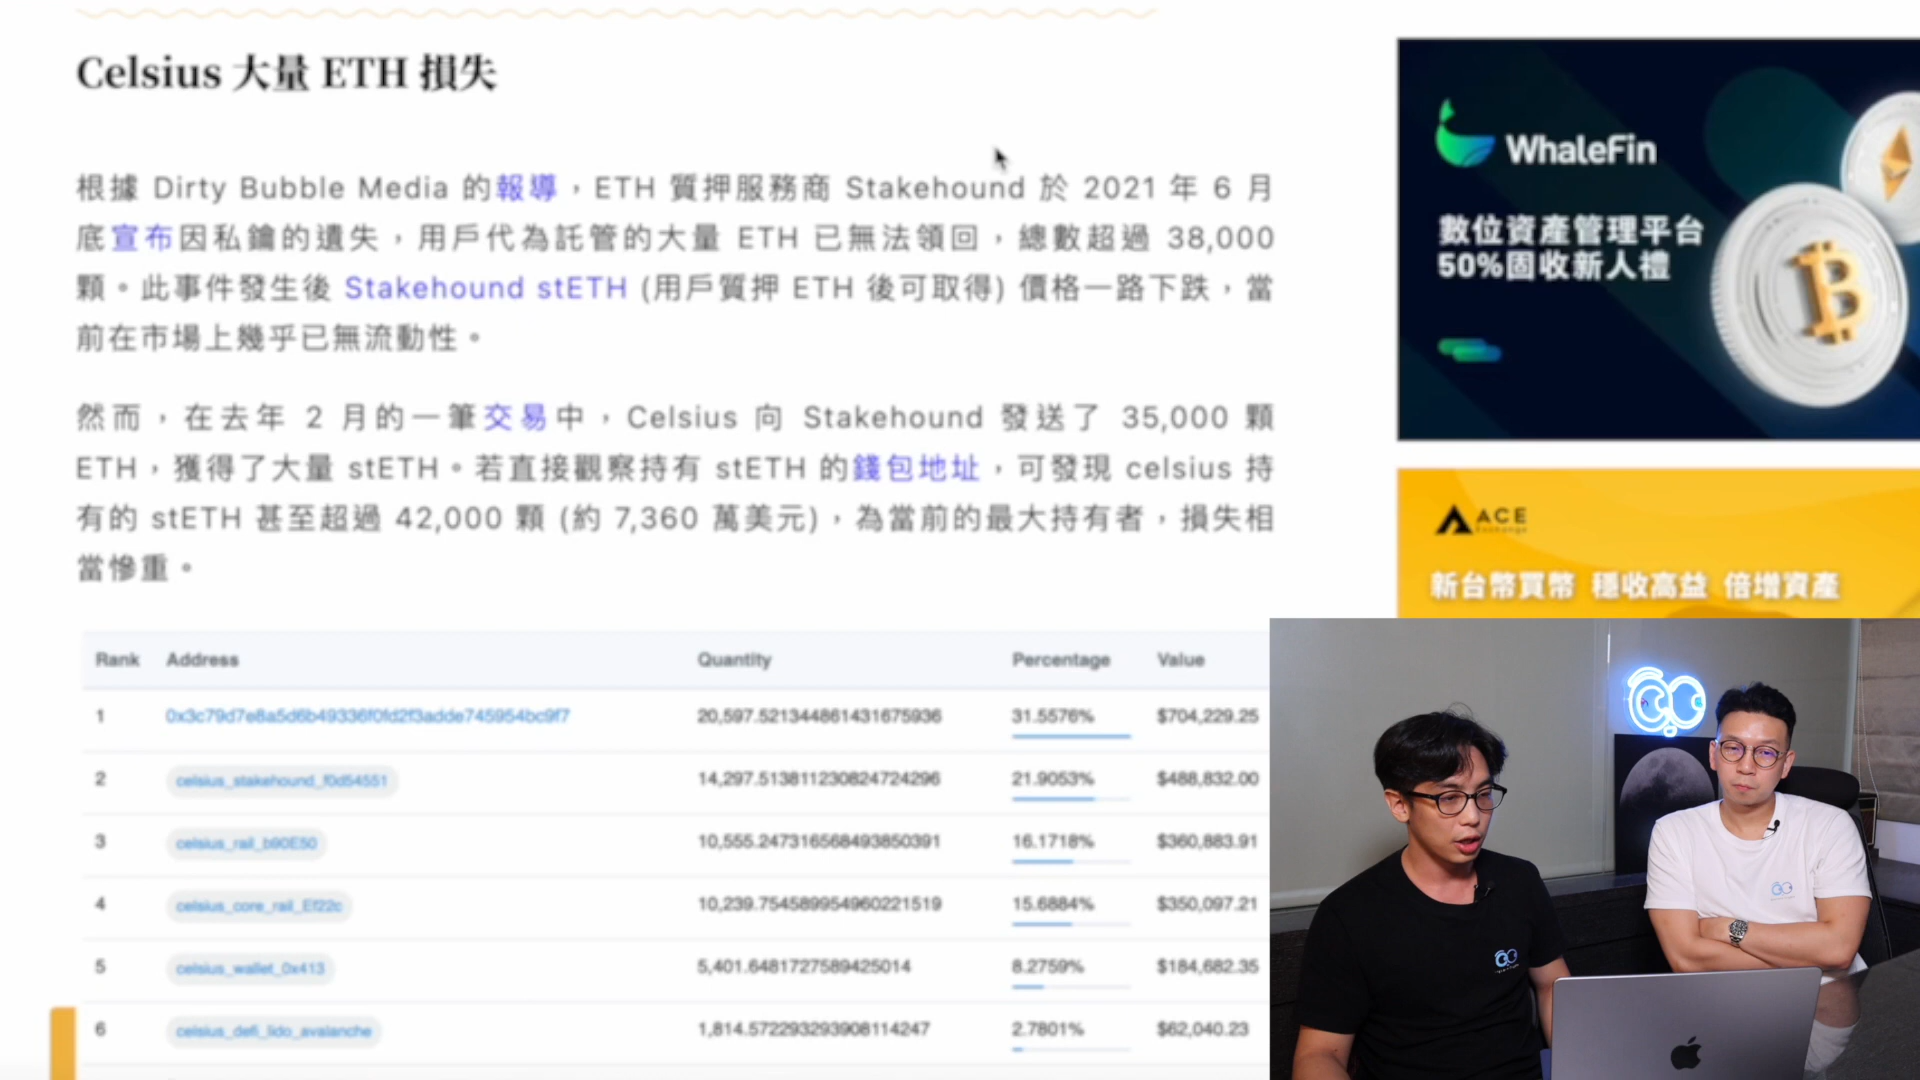 Celsius 大量 ETH 損失
根據 Dirty Bubble Media 的報導，ETH 質押服務商 Stakehound 於 2021 年 6 月
底宣布因私鑰的遺失，用戶代為託管的大量 ETH 已無法領回，總數超過 38,000
顆。此事件發生後 Stakehound stETH (用戶質押 ETH 後可取得) 價格一路下跌，當
前在市場上幾乎已無流動性。
然而，在去年 2 月的一筆交易中，Celsius 向 Stakehound 發送了 35,000 顆
ETH，獲得了大量 stETH。若直接觀察持有 stETH 的錢包地址，可發現 celsius 持
有的 stETH 甚至超過 42,000 顆 (約 7,360 萬美元)，為當前的最大持有者，損失相
當慘重。
Rank Address Quantity Percentage Value
1 0x3c79d7e8a5d6b49336f0fd2f3adde745954bc9f7 20,597.521344861431675936 31.5576% $704,229.25
2 celsius_stakehound_f0d54551 14,297.5138112308247242​96 21.9053% $488,832.00
3 celsius_rail_b90E50 10,555.2473165684938503​91 16.1718% $360,883.91
4 celsius_core_rail_Ef22c 10,239.754589954960221519 15.6884% $350,097.21
5 celsius_wallet_0x413 5,401.64817275894​25014 8.2759% $184,682.35
6 celsius_defi_lido_avalanche 1,814.5722932939081142​47 2.7801% $62,040.23
WhaleFin
數位資產管理平台
50%固收新人禮
ACE
Exchange
新台幣買幣 穩收高益 倍增資產